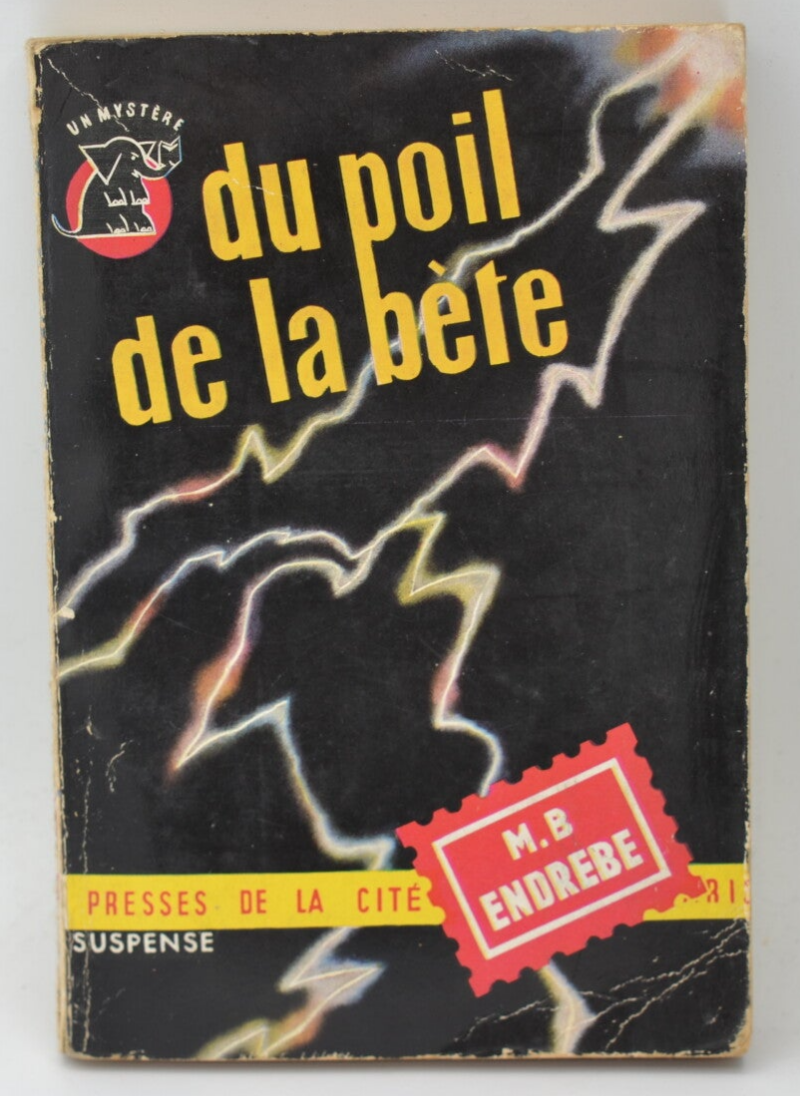 UN MYSTÈRE
du poil
de la bète
M.B
ENDREBE
PRESSES DE LA CITÉ
SUSPENSE